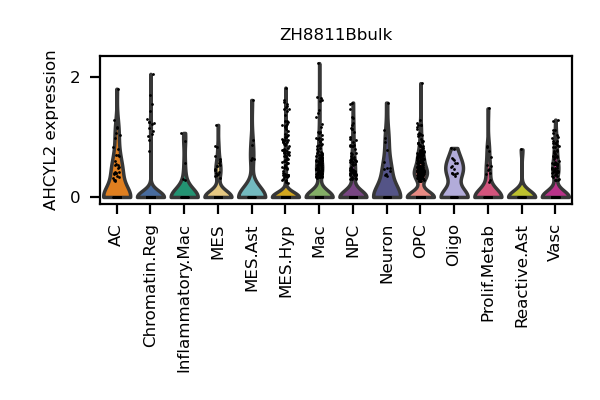 ZH8811Bbulk
AHCYL2 expression
2
0
AC
Chromatin.Reg
Inflammatory.Mac
MES
MES.Ast
MES.Hyp
Mac
NPC
Neuron
OPC
Oligo
Prolif.Metab
Reactive.Ast
Vasc